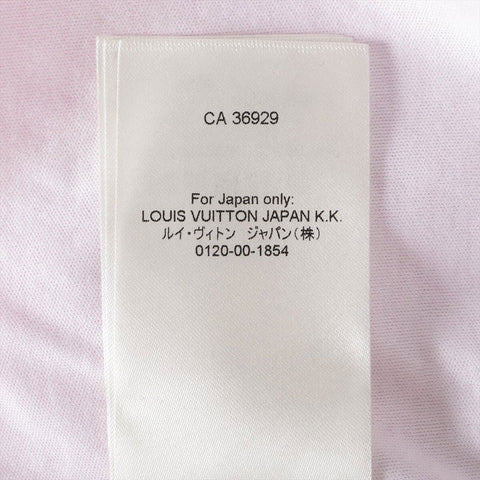 CA 36929
For Japan only:
LOUIS VUITTON JAPAN K.K.
ルイ・ヴィトン　ジャパン(株)
0120-00-1854